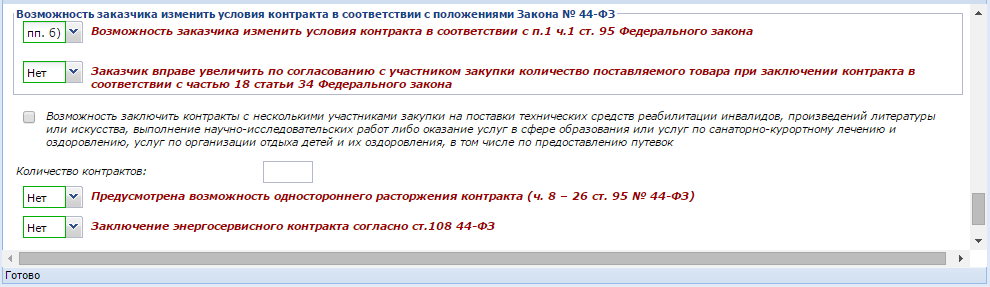 Возможность заказчика изменить условия контракта в соответствии с положениями Закона № 44-ФЗ
пп. б) Возможность заказчика изменить условия контракта в соответствии с п.1 ч.1 ст. 95 Федерального закона
Нет Заказчик вправе увеличить по согласованию с участником закупки количество поставляемого товара при заключении контракта в
соответствии с частью 18 статьи 34 Федерального закона
Возможность заключить контракты с несколькими участниками закупки на поставки технических средств реабилитации инвалидов, произведений литературы
или искусства, выполнение научно-исследовательских работ либо оказание услуг в сфере образования или услуг по санаторно-курортному лечению и
оздоровлению, услуг по организации отдыха детей и их оздоровления, в том числе по предоставлению путевок
Количество контрактов:
Нет Предусмотрена возможность одностороннего расторжения контракта (ч. 8 – 26 ст. 95 № 44-ФЗ)
Нет Заключение энергосервисного контракта согласно ст.108 44-ФЗ
Готово